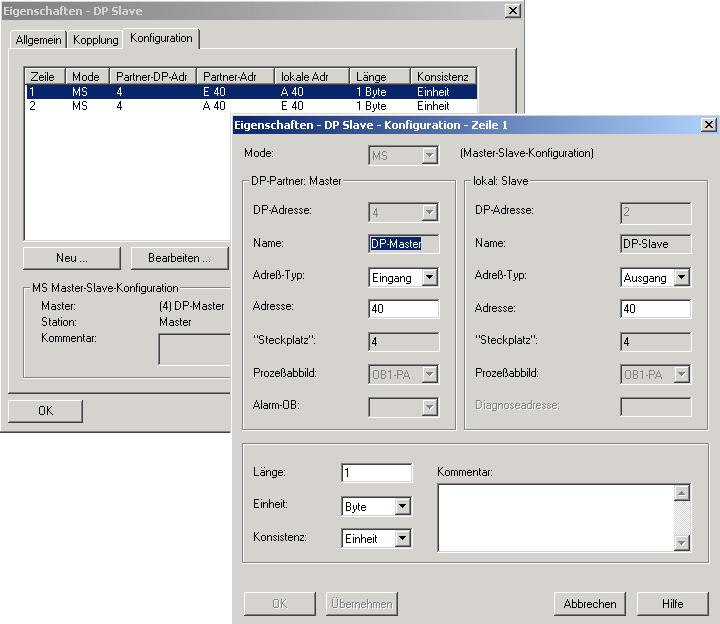 Eigenschaften - DP Slave
Allgemein Kopplung Konfiguration
Zeile Mode Partner-DP-Adr Partner-Adr lokale Adr Länge Konsistenz
1 MS 4 E 40 A 40 1 Byte Einheit
2 MS 4 A 40 E 40 1 Byte Einheit
Neu ... Bearbeiten ...
MS Master-Slave-Konfiguration
Master: (4) DP-Master
Station: Master
Kommentar:
OK
Eigenschaften - DP Slave - Konfiguration - Zeile 1
Mode: MS (Master-Slave-Konfiguration)
DP-Partner: Master
DP-Adresse: 4
Name: DP-Master
Adreß-Typ: Eingang
Adresse: 40
"Steckplatz": 4
Prozeßabbild: OB1-PA
Alarm-OB:
lokal: Slave
DP-Adresse: 2
Name: DP-Slave
Adreß-Typ: Ausgang
Adresse: 40
"Steckplatz": 4
Prozeßabbild: OB1-PA
Diagnoseadresse:
Länge: 1
Einheit: Byte
Konsistenz: Einheit
Kommentar:
OK Übernehmen Abbrechen Hilfe